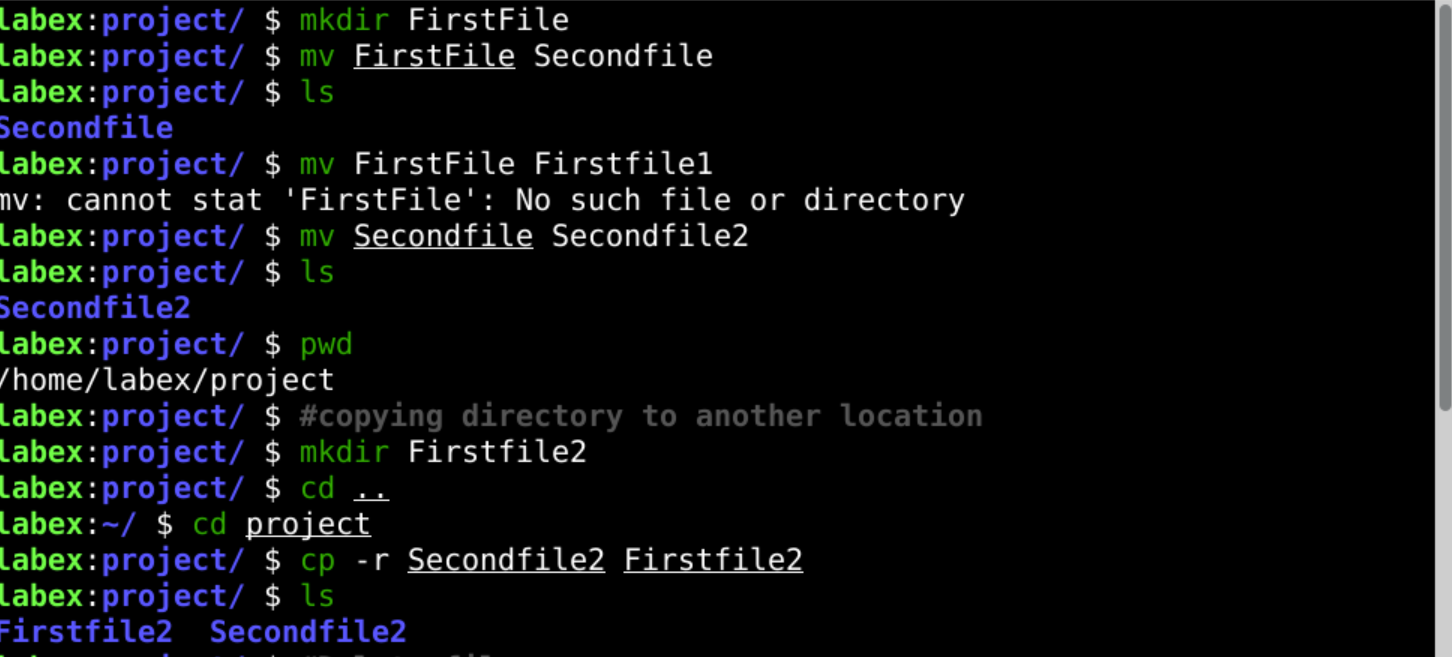 labex:project/ $ mkdir FirstFile
labex:project/ $ mv FirstFile Secondfile
labex:project/ $ ls
Secondfile
labex:project/ $ mv FirstFile Firstfile1
mv: cannot stat 'FirstFile': No such file or directory
labex:project/ $ mv Secondfile Secondfile2
labex:project/ $ ls
Secondfile2
labex:project/ $ pwd
/home/labex/project
labex:project/ $ #copying directory to another location
labex:project/ $ mkdir Firstfile2
labex:project/ $ cd ..
labex:~/ $ cd project
labex:project/ $ cp -r Secondfile2 Firstfile2
labex:project/ $ ls
Firstfile2  Secondfile2